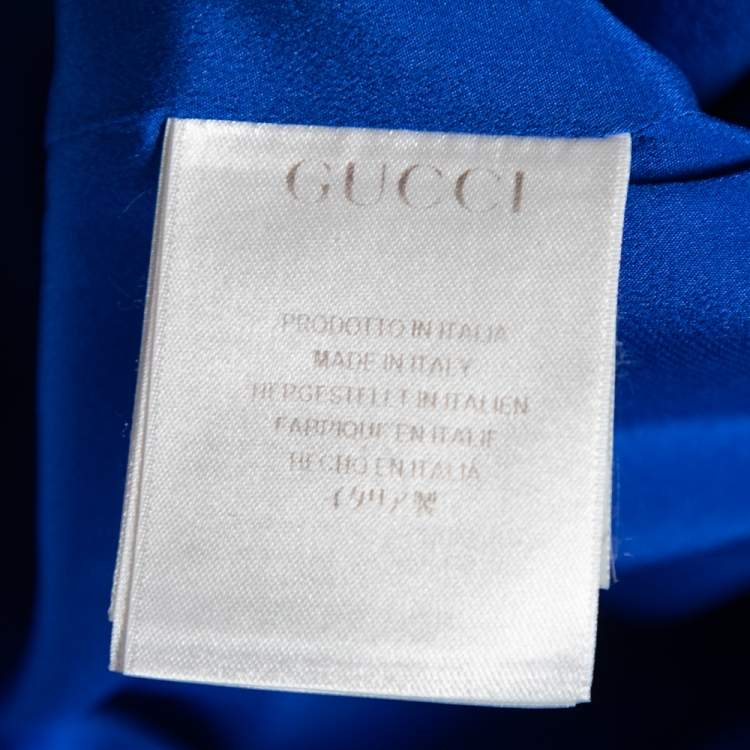 GUCCI
PRODOTTO IN ITALIA
MADE IN ITALY
HERGESTELLT IN ITALIEN
FABRIQUE EN ITALIE
HECHO EN ITALIA